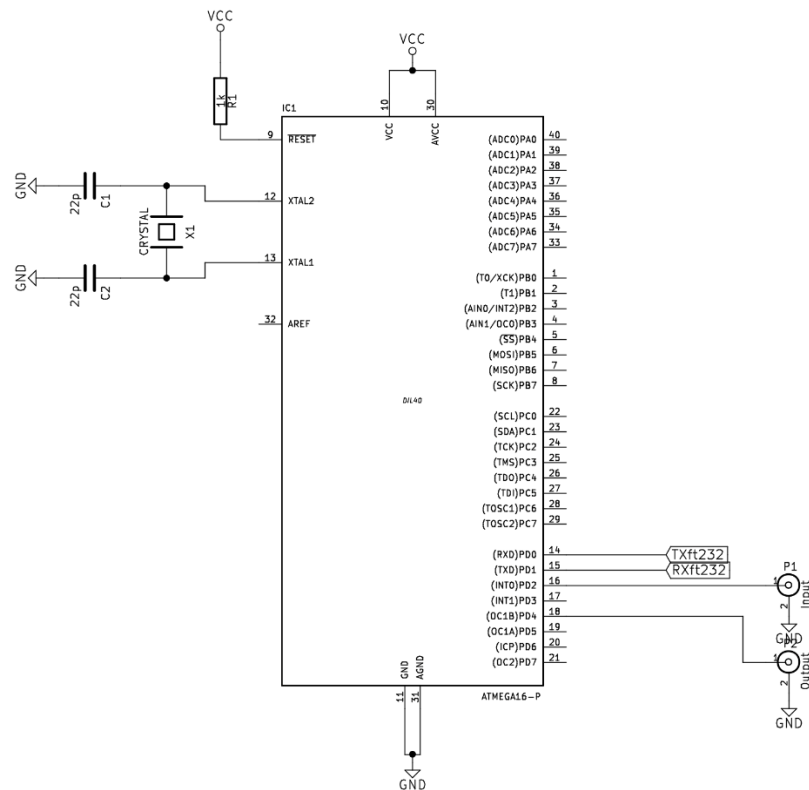 VCC
VCC
1k
R1
IC1
10
30
VCC
AVCC
9
RESET
GND
22p
C1
12
XTAL2
CRYSTAL
X1
GND
22p
C2
13
XTAL1
32
AREF
DIL40
(ADC0)PA0 40
(ADC1)PA1 39
(ADC2)PA2 38
(ADC3)PA3 37
(ADC4)PA4 36
(ADC5)PA5 35
(ADC6)PA6 34
(ADC7)PA7 33
(T0/XCK)PB0 1
(T1)PB1 2
(AIN0/INT2)PB2 3
(AIN1/OC0)PB3 4
(SS)PB4 5
(MOSI)PB5 6
(MISO)PB6 7
(SCK)PB7 8
(SCL)PC0 22
(SDA)PC1 23
(TCK)PC2 24
(TMS)PC3 25
(TDO)PC4 26
(TDI)PC5 27
(TOSC1)PC6 28
(TOSC2)PC7 29
(RXD)PD0 14
(TXD)PD1 15
(INT0)PD2 16
(INT1)PD3 17
(OC1B)PD4 18
(OC1A)PD5 19
(ICP)PD6 20
(OC2)PD7 21
TXft232
RXft232
P1
1
2
Input
GND
P2
1
2
Output
GND
GND
AGND
11
31
ATMEGA16-P
GND